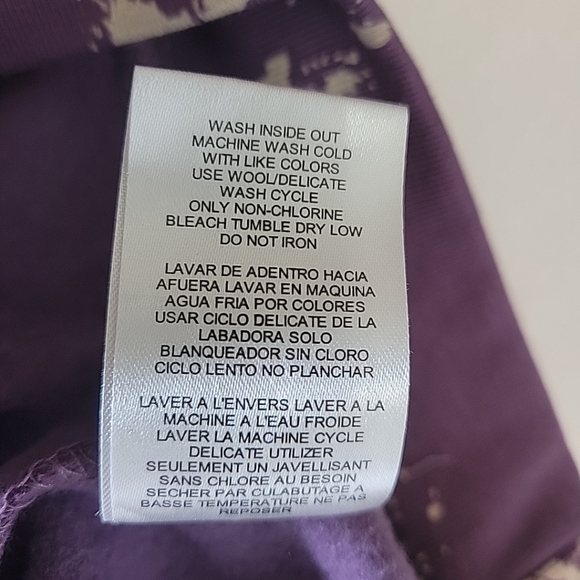 WASH INSIDE OUT
MACHINE WASH COLD
WITH LIKE COLORS
USE WOOL/DELICATE
WASH CYCLE
ONLY NON-CHLORINE
BLEACH TUMBLE DRY LOW
DO NOT IRON
LAVAR DE ADENTRO HACIA
AFUERA LAVAR EN MAQUINA
AGUA FRIA POR COLORES
USAR CICLO DELICATE DE LA
LABADORA SOLO
BLANQUEADOR SIN CLORO
CICLO LENTO NO PLANCHAR
LAVER A L'ENVERS LAVER A LA
MACHINE A L'EAU FROIDE
LAVER LA MACHINE CYCLE
DELICATE UTILIZER
SEULEMENT UN JAVELLISANT
SANS CHLORE AU BESOIN
SECHER PAR CULABUTAGE A
BASSE TEMPERATURE NE PAS
REPOSER